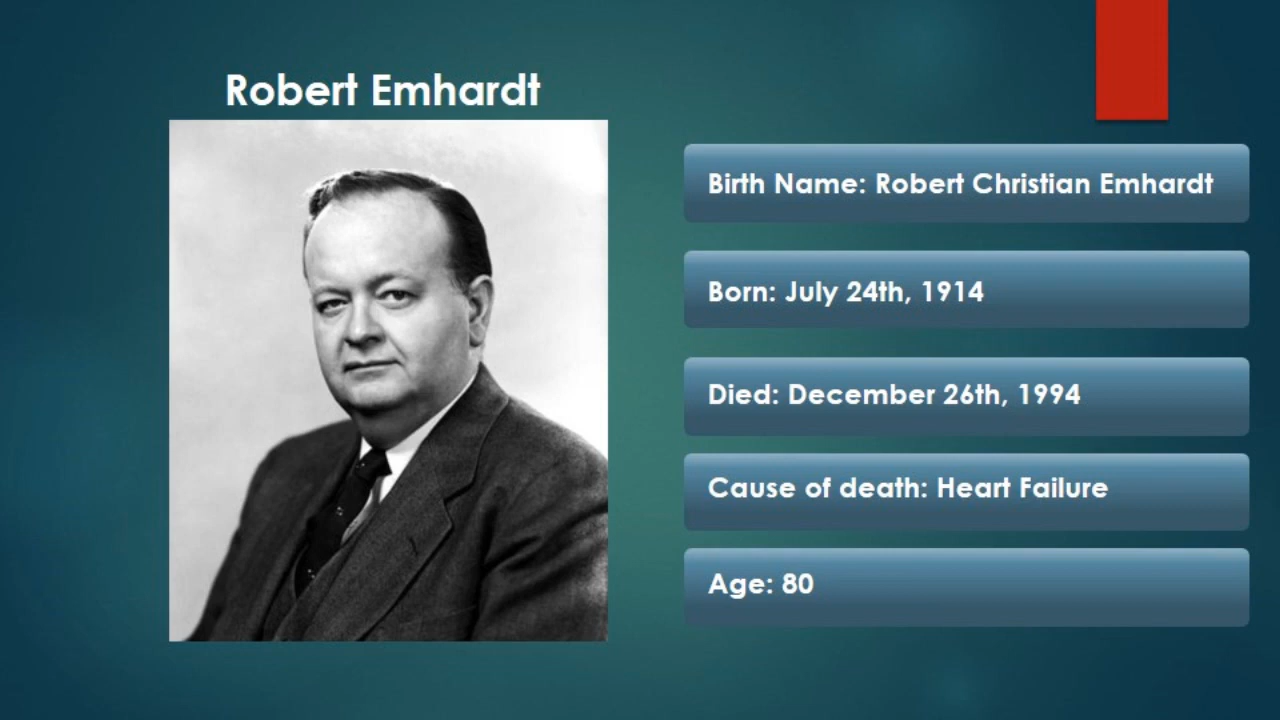 Robert Emhardt
Birth Name: Robert Christian Emhardt
Born: July 24th, 1914
Died: December 26th, 1994
Cause of death: Heart Failure
Age: 80